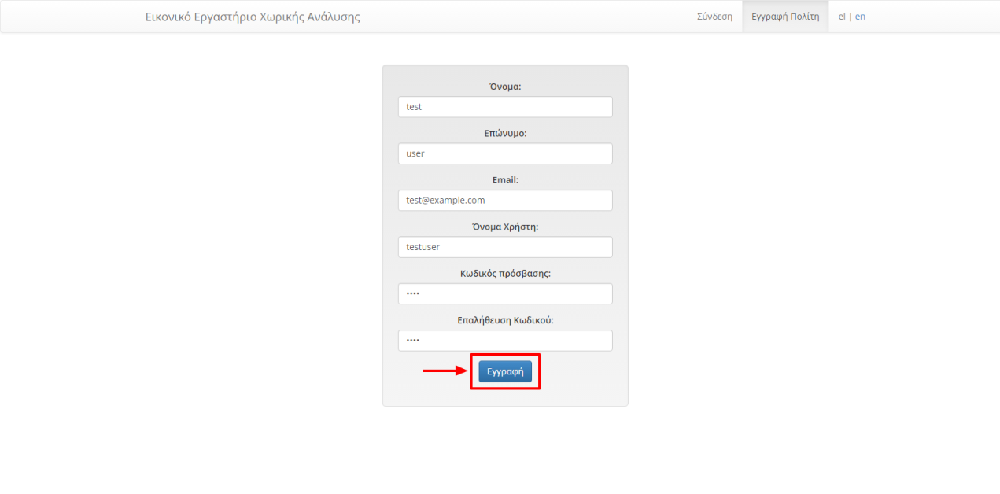 Εικονικό Εργαστήριο Χωρικής Ανάλυσης Σύνδεση Εγγραφή Πολίτη el | en
Όνομα:
test
Επώνυμο:
user
Email:
test@example.com
Όνομα Χρήστη:
testuser
Κωδικός πρόσβασης:
••••
Επαλήθευση Κωδικού:
••••
Εγγραφή